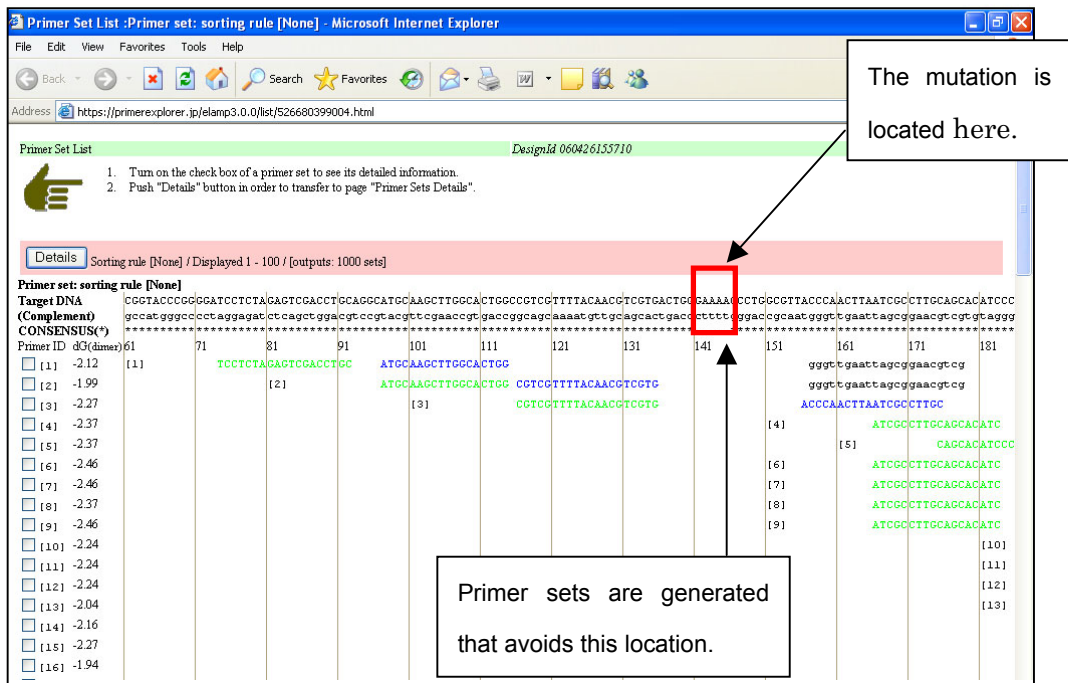 Primer Set List :Primer set: sorting rule [None] - Microsoft Internet Explorer
File Edit View Favorites Tools Help
Back Search Favorites
Address https://primerexplorer.jp/elamp3.0.0/list/526680399004.html
The mutation is
located here.
Primer Set List DesignId 060426155710
1. Turn on the check box of a primer set to see its detailed information.
2. Push "Details" button in order to transfer to page "Primer Sets Details".
Details Sorting rule [None] / Displayed 1 - 100 / [outputs: 1000 sets]
Primer set: sorting rule [None]
Target DNA CGGTACCCGGGGATCCTCTAGAGTCGACCTGCAGGCATGCAAGCTTGGCACTGGCCGTCGTTTTACAACGTCGTGACTGGGAAAACCCTGGCGTTACCCAACTTAATCGCCTTGCAGCACATCCC
(Complement) gccatgggcccctaggagatctcagctggacgtccgtacgttcgaaccgtgaccggcagcaaaatgttgcagcactgacccttttgggaccgcaatgggttgaattagcggaacgtcgtgtaggg
CONSENSUS(*) *****************************************************************************************************************************
Primer ID dG(dimer) 61 71 81 91 101 111 121 131 141 151 161 171 181
[1] -2.12 [1] TCCTCTAGAGTCGACCTGC ATGCAAGCTTGGCACTGG gggttgaattagcggaacgtcg
[2] -1.99 [2] ATGCAAGCTTGGCACTGG CGTCGTTTTACAACGTCGTG gggttgaattagcggaacgtcg
[3] -2.27 [3] CGTCGTTTTACAACGTCGTG ACCCAACTTAATCGCCTTGC
[4] -2.37 [4] ATCGCCTTGCAGCACATC
[5] -2.37 [5] CAGCACATCCC
[6] -2.46 [6] ATCGCCTTGCAGCACATC
[7] -2.46 [7] ATCGCCTTGCAGCACATC
[8] -2.37 [8] ATCGCCTTGCAGCACATC
[9] -2.46 [9] ATCGCCTTGCAGCACATC
[10] -2.24 [10]
[11] -2.24 [11]
[12] -2.24 [12]
[13] -2.04 [13]
[14] -2.16
[15] -2.27
[16] -1.94
Primer sets are generated
that avoids this location.